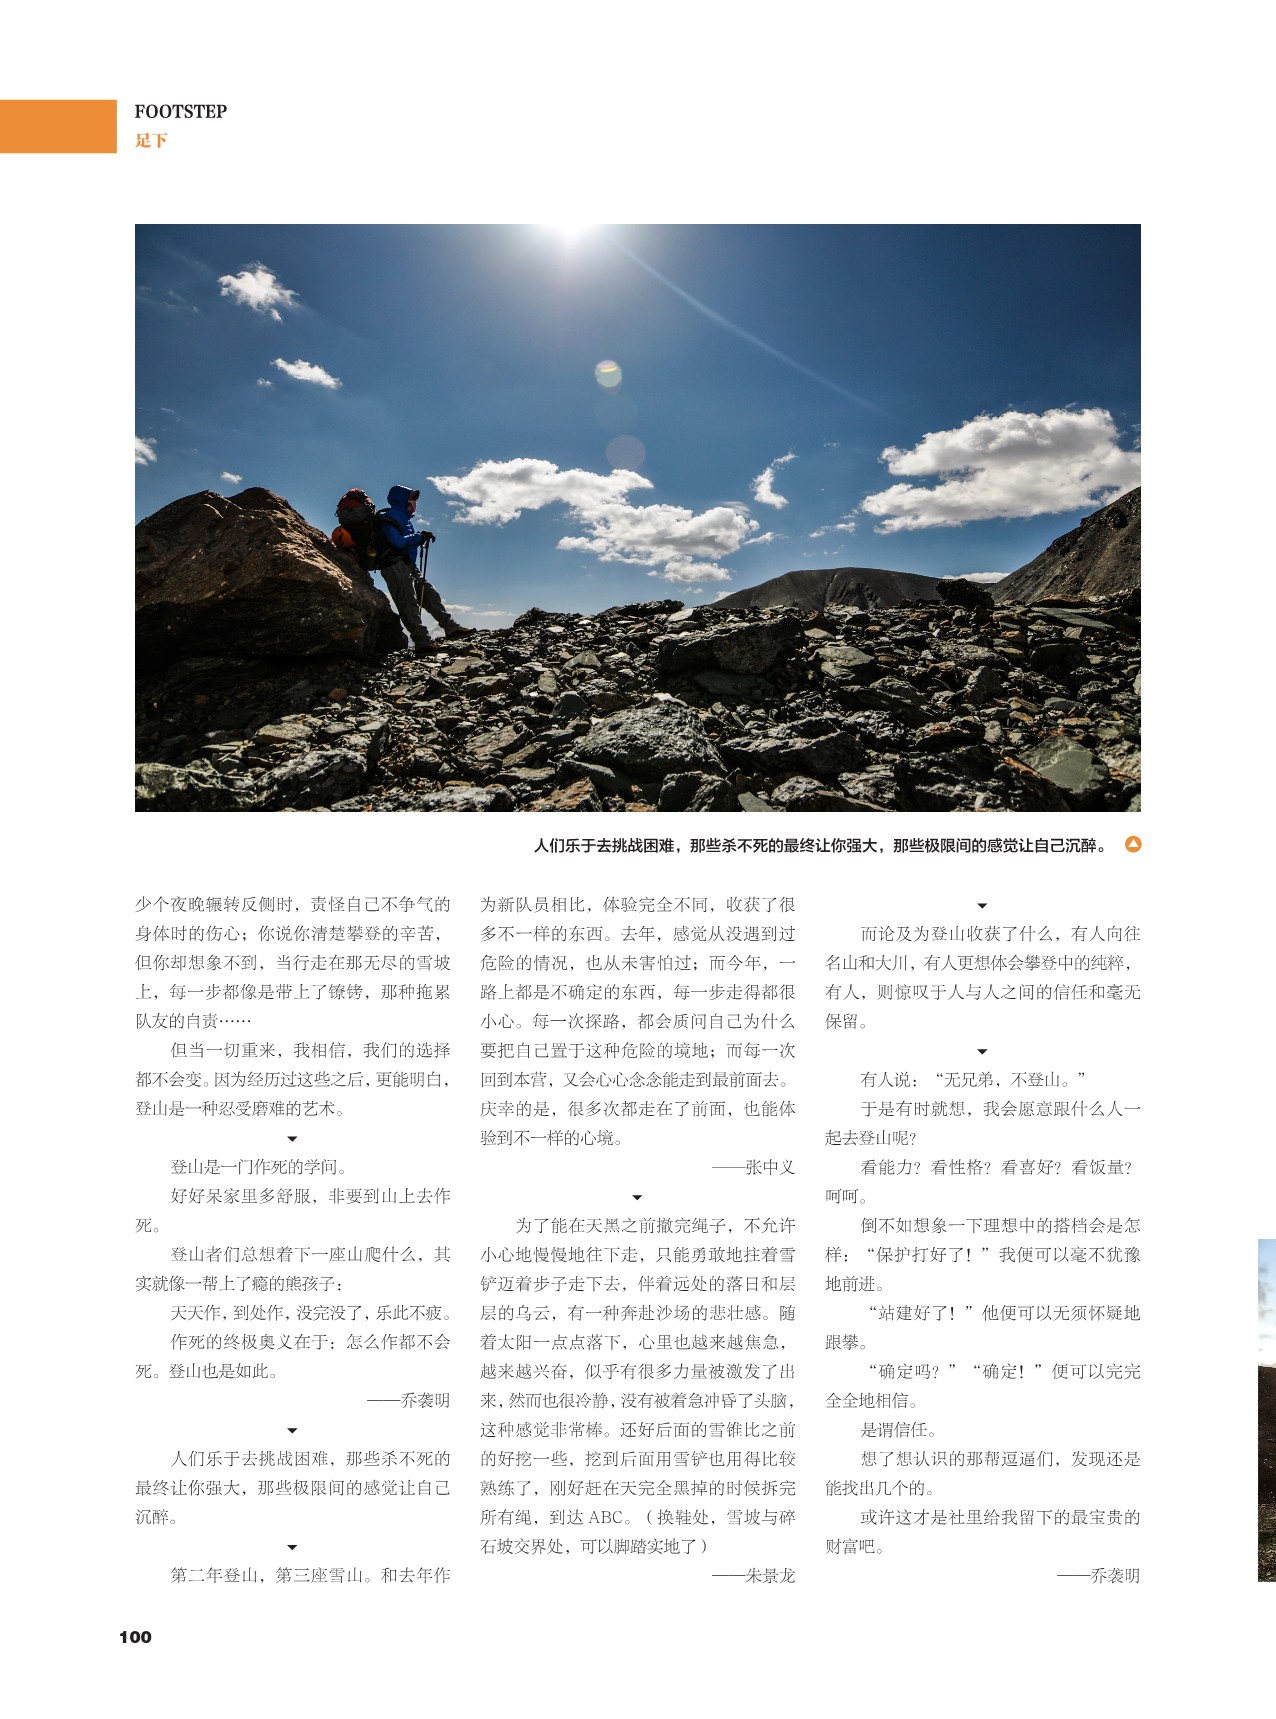 FOOTSTEP
足下
人们乐于去挑战困难，那些杀不死的最终让你强大，那些极限间的感觉让自己沉醉。
少个夜晚辗转反侧时，责怪自己不争气的
身体时的伤心；你说你清楚攀登的辛苦，
但你却想象不到，当行走在那无尽的雪坡
上，每一步都像是带上了镣铐，那种拖累
队友的自责……
但当一切重来，我相信，我们的选择
都不会变。因为经历过这些之后，更能明白，
登山是一种忍受磨难的艺术。
登山是一门作死的学问。
好好呆家里多舒服，非要到山上去作
死。
登山者们总想着下一座山爬什么，其
实就像一帮上了瘾的熊孩子：
天天作，到处作，没完没了，乐此不疲。
作死的终极奥义在于：怎么作都不会
死。登山也是如此。
——乔袭明
人们乐于去挑战困难，那些杀不死的
最终让你强大，那些极限间的感觉让自己
沉醉。
第二年登山，第三座雪山。和去年作
为新队员相比，体验完全不同，收获了很
多不一样的东西。去年，感觉从没遇到过
危险的情况，也从未害怕过；而今年，一
路上都是不确定的东西，每一步走得都很
小心。每一次探路，都会质问自己为什么
要把自己置于这种危险的境地；而每一次
回到本营，又会心心念念能走到最前面去。
庆幸的是，很多次都走在了前面，也能体
验到不一样的心境。
——张中义
为了能在天黑之前撤完绳子，不允许
小心地慢慢地往下走，只能勇敢地拄着雪
铲迈着步子走下去，伴着远处的落日和层
层的乌云，有一种奔赴沙场的悲壮感。随
着太阳一点点落下，心里也越来越焦急，
越来越兴奋，似乎有很多力量被激发了出
来，然而也很冷静，没有被着急冲昏了头脑，
这种感觉非常棒。还好后面的雪锥比之前
的好挖一些，挖到后面用雪铲也用得比较
熟练了，刚好赶在天完全黑掉的时候拆完
所有绳，到达 ABC。（换鞋处，雪坡与碎
石坡交界处，可以脚踏实地了）
——朱景龙
而论及为登山收获了什么，有人向往
名山和大川，有人更想体会攀登中的纯粹，
有人，则惊叹于人与人之间的信任和毫无
保留。
有人说：“无兄弟，不登山。”
于是有时就想，我会愿意跟什么人一
起去登山呢？
看能力？看性格？看喜好？看饭量？
呵呵。
倒不如想象一下理想中的搭档会是怎
样：“保护打好了！”我便可以毫不犹豫
地前进。
“站建好了！”他便可以无须怀疑地
跟攀。
“确定吗？”“确定！”便可以完完
全全地相信。
是谓信任。
想了想认识的那帮逗逼们，发现还是
能找出几个的。
或许这才是社里给我留下的最宝贵的
财富吧。
——乔袭明
100